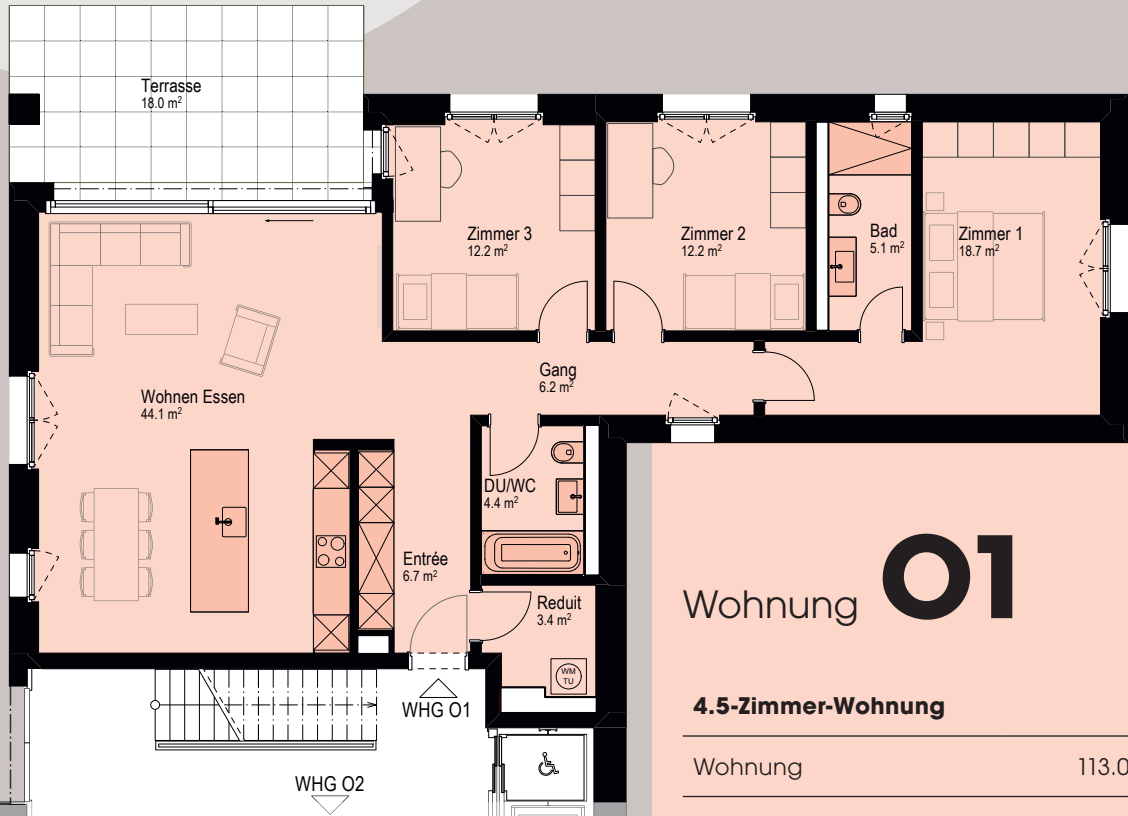 Terrasse
18.0 m²
Zimmer 3
12.2 m²
Zimmer 2
12.2 m²
Bad
5.1 m²
Zimmer 1
18.7 m²
Gang
6.2 m²
Wohnen Essen
44.1 m²
DU/WC
4.4 m²
Entrée
6.7 m²
Reduit
3.4 m²
WM
TU
WHG O1
WHG O2
Wohnung O1
4.5-Zimmer-Wohnung
Wohnung 113.0